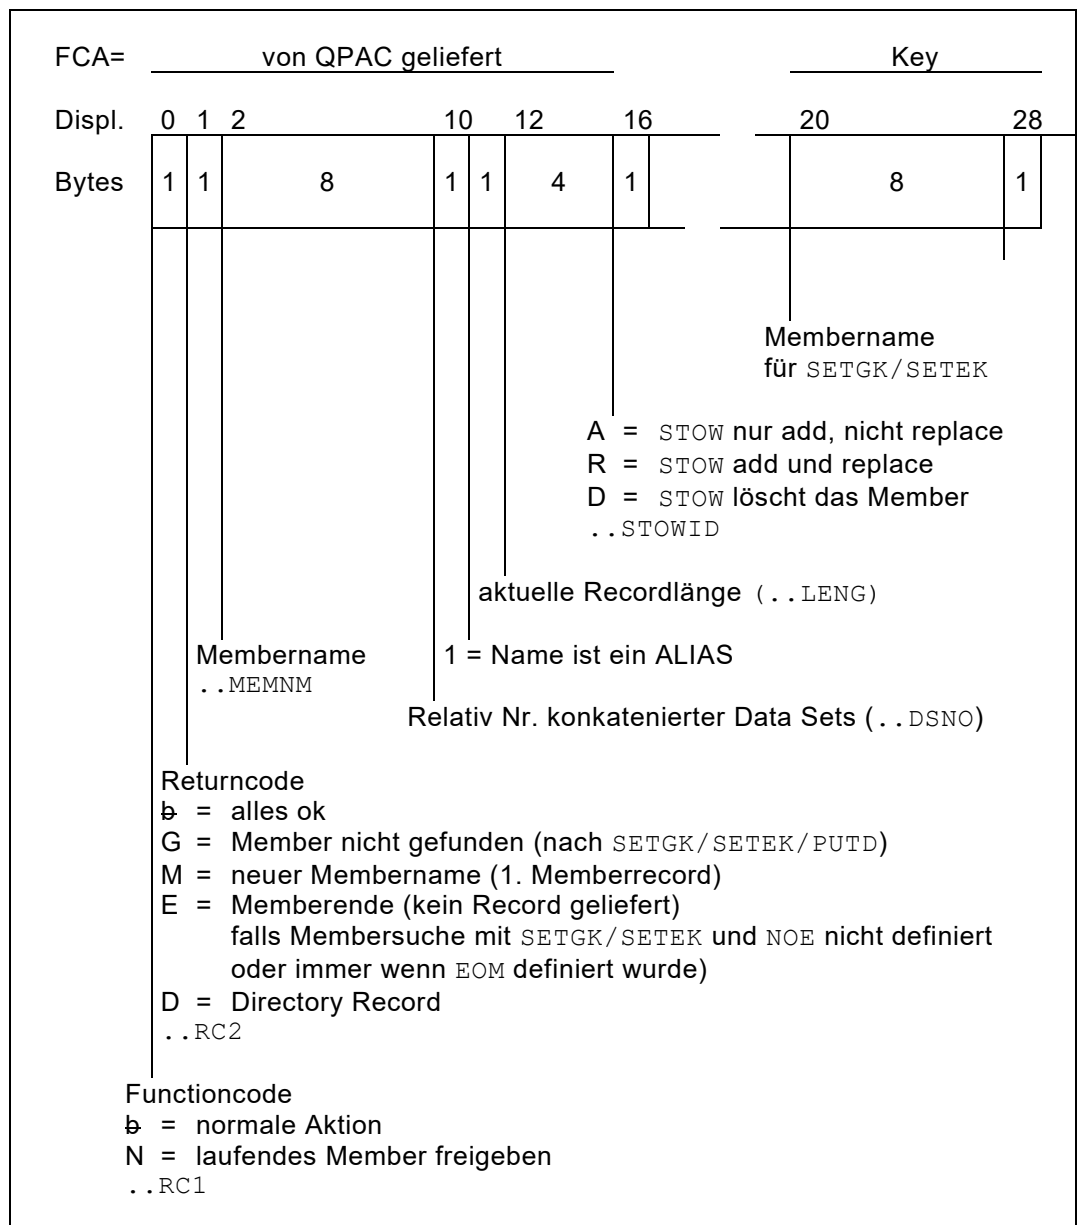 FCA= von QPAC geliefert Key
Displ. 0 1 2 10 12 16 20 28
Bytes 1 1 8 1 1 4 1 8 1
Membername
für SETGK/SETEK
A = STOW nur add, nicht replace
R = STOW add und replace
D = STOW löscht das Member
..STOWID
aktuelle Recordlänge (..LENG)
Membername 1 = Name ist ein ALIAS
..MEMNM
Relativ Nr. konkatenierter Data Sets (..DSNO)
Returncode
b̶ = alles ok
G = Member nicht gefunden (nach SETGK/SETEK/PUTD)
M = neuer Membername (1. Memberrecord)
E = Memberende (kein Record geliefert)
falls Membersuche mit SETGK/SETEK und NOE nicht definiert
oder immer wenn EOM definiert wurde)
D = Directory Record
..RC2
Functioncode
b̶ = normale Aktion
N = laufendes Member freigeben
..RC1